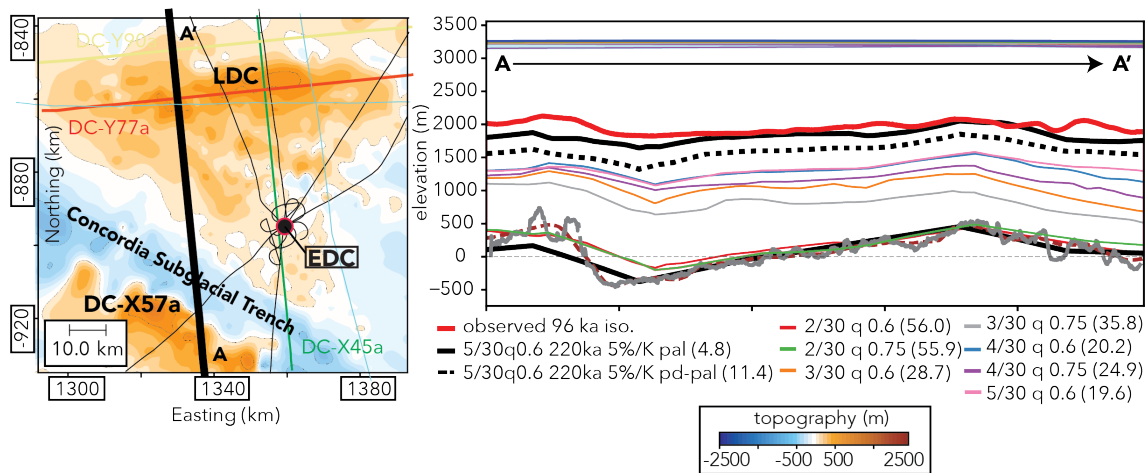 -840
-880
-920
Northing (km)
DC-Y90
A'
LDC
DC-Y77a
Concordia Subglacial Trench
EDC
DC-X57a
A
DC-X45a
10.0 km
1300
1340
1380
Easting (km)
3500
3000
2500
2000
1500
1000
500
0
-500
elevation (m)
A
A'
observed 96 ka iso.
5/30q0.6 220ka 5%/K pal (4.8)
5/30q0.6 220ka 5%/K pd-pal (11.4)
2/30 q 0.6 (56.0)
2/30 q 0.75 (55.9)
3/30 q 0.6 (28.7)
3/30 q 0.75 (35.8)
4/30 q 0.6 (20.2)
4/30 q 0.75 (24.9)
5/30 q 0.6 (19.6)
topography (m)
-2500
-500
500
2500